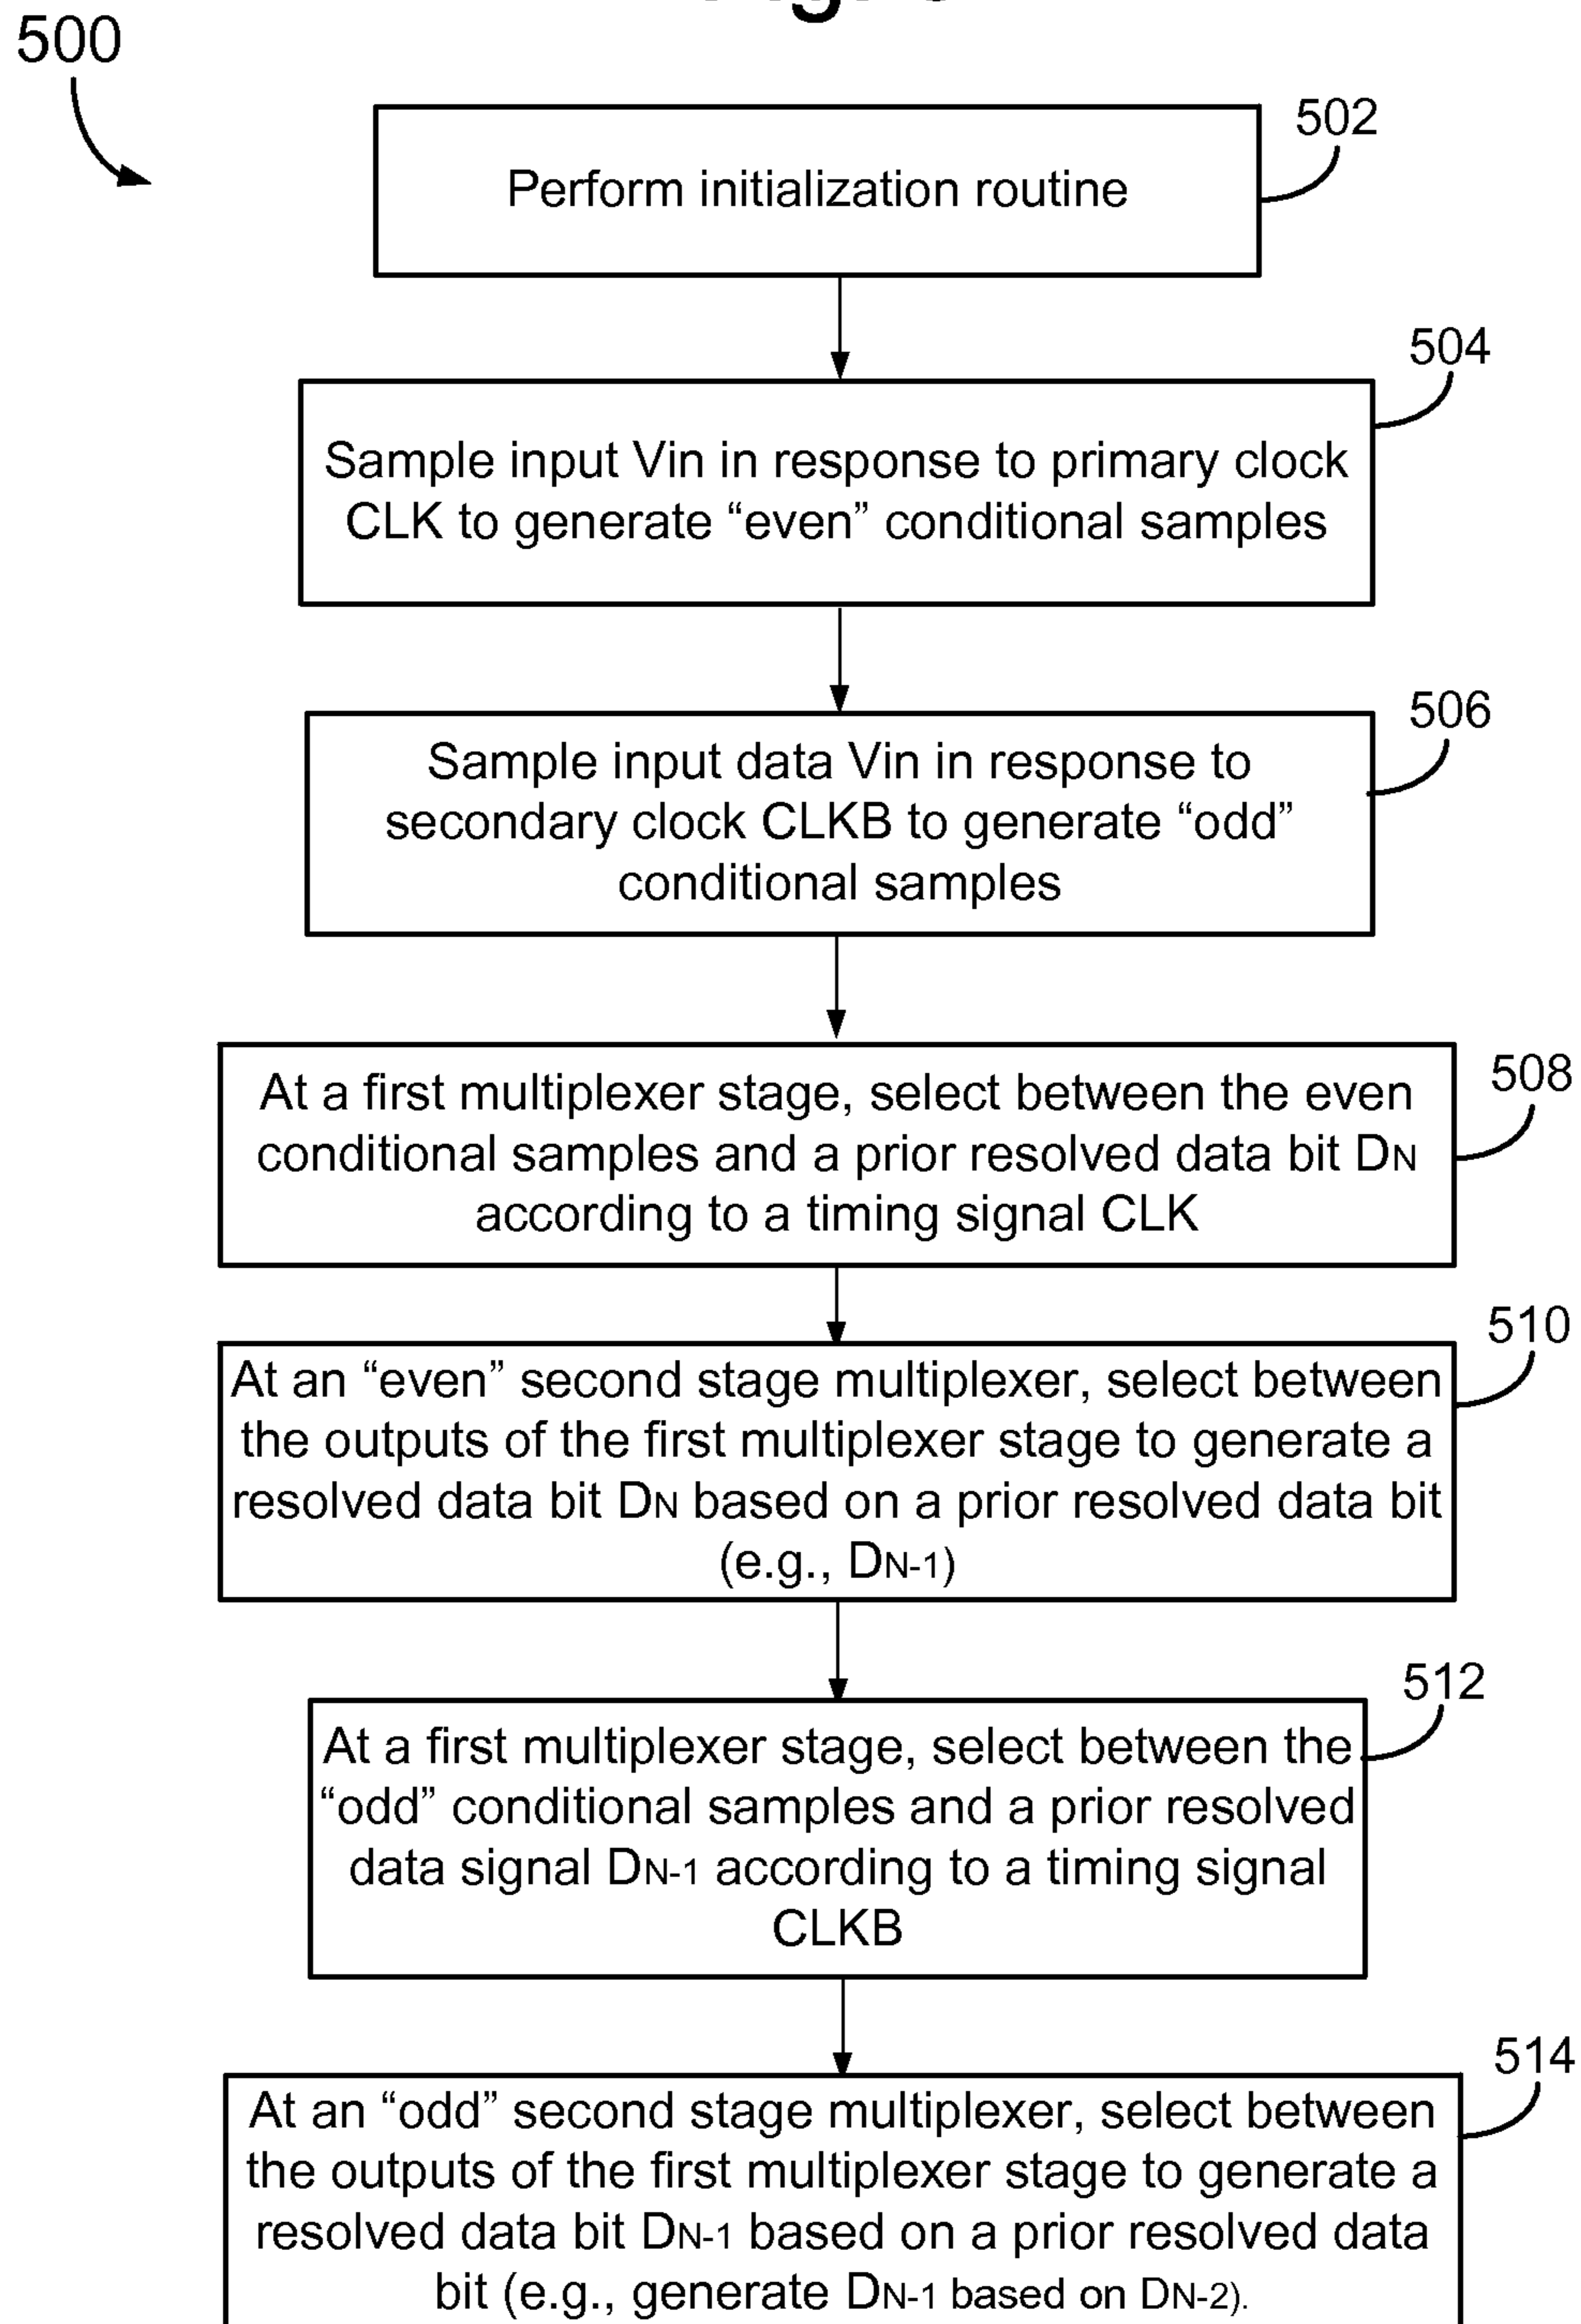 500
502
Perform initialization routine
504
Sample input Vin in response to primary clock
CLK to generate “even” conditional samples
506
Sample input data Vin in response to
secondary clock CLKB to generate “odd”
conditional samples
508
At a first multiplexer stage, select between the even
conditional samples and a prior resolved data bit DN
according to a timing signal CLK
510
At an “even” second stage multiplexer, select between
the outputs of the first multiplexer stage to generate a
resolved data bit DN based on a prior resolved data bit
(e.g., DN-1)
512
At a first multiplexer stage, select between the
“odd” conditional samples and a prior resolved
data signal DN-1 according to a timing signal
CLKB
514
At an “odd” second stage multiplexer, select between
the outputs of the first multiplexer stage to generate a
resolved data bit DN-1 based on a prior resolved data
bit (e.g., generate DN-1 based on DN-2).